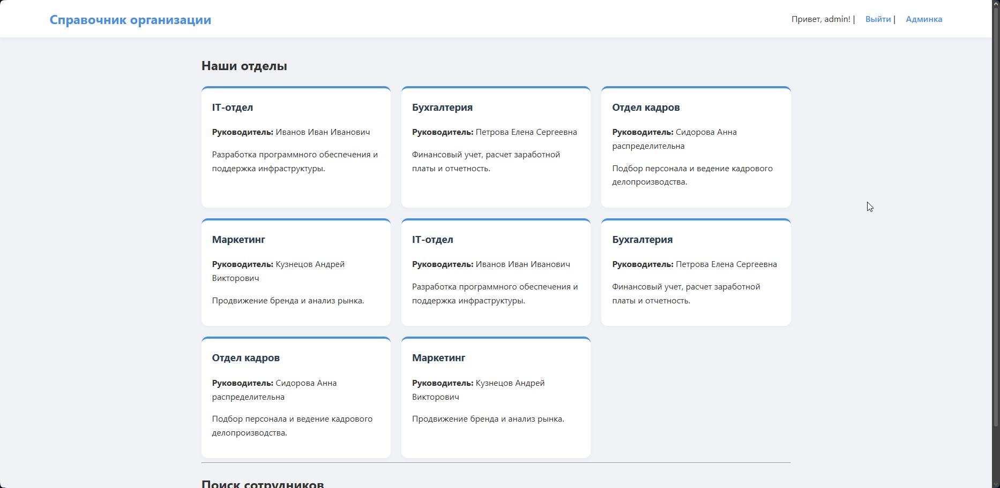 Справочник организации
Привет, admin! | Выйти | Админка
Наши отделы
IT-отдел
Руководитель: Иванов Иван Иванович
Разработка программного обеспечения и
поддержка инфраструктуры.
Бухгалтерия
Руководитель: Петрова Елена Сергеевна
Финансовый учет, расчет заработной
платы и отчетность.
Отдел кадров
Руководитель: Сидорова Анна
распределительна
Подбор персонала и ведение кадрового
делопроизводства.
Маркетинг
Руководитель: Кузнецов Андрей
Викторович
Продвижение бренда и анализ рынка.
IT-отдел
Руководитель: Иванов Иван Иванович
Разработка программного обеспечения и
поддержка инфраструктуры.
Бухгалтерия
Руководитель: Петрова Елена Сергеевна
Финансовый учет, расчет заработной
платы и отчетность.
Отдел кадров
Руководитель: Сидорова Анна
распределительна
Подбор персонала и ведение кадрового
делопроизводства.
Маркетинг
Руководитель: Кузнецов Андрей
Викторович
Продвижение бренда и анализ рынка.
Поиск сотрудников